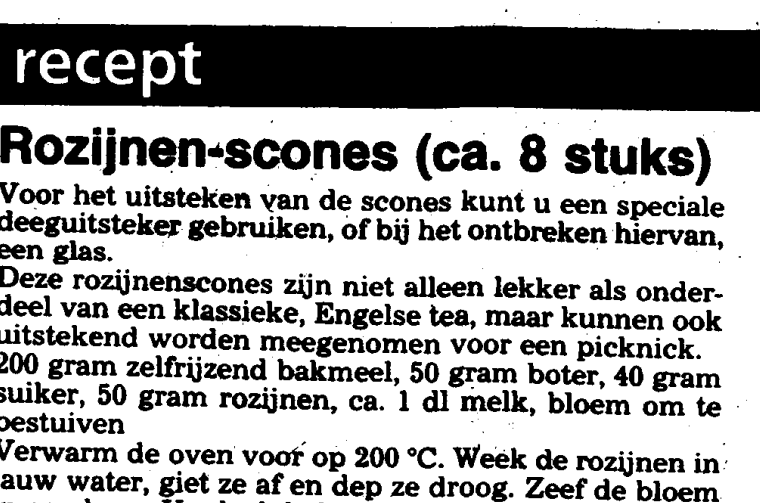 recept
Rozijnen-scones (ca. 8 stuks)
Voor het uitsteken van de scones kunt u een speciale
deeguitsteker gebruiken, of bij het ontbreken hiervan,
een glas.
Deze rozijnenscones zijn niet alleen lekker als onder-
deel van een klassieke, Engelse tea, maar kunnen ook
uitstekend worden meegenomen voor een picknick.
200 gram zelfrijzend bakmeel, 50 gram boter, 40 gram
suiker, 50 gram rozijnen, ca. 1 dl melk, bloem om te
bestuiven
Verwarm de oven voor op 200 °C. Week de rozijnen in
lauw water, giet ze af en dep ze droog. Zeef de bloem